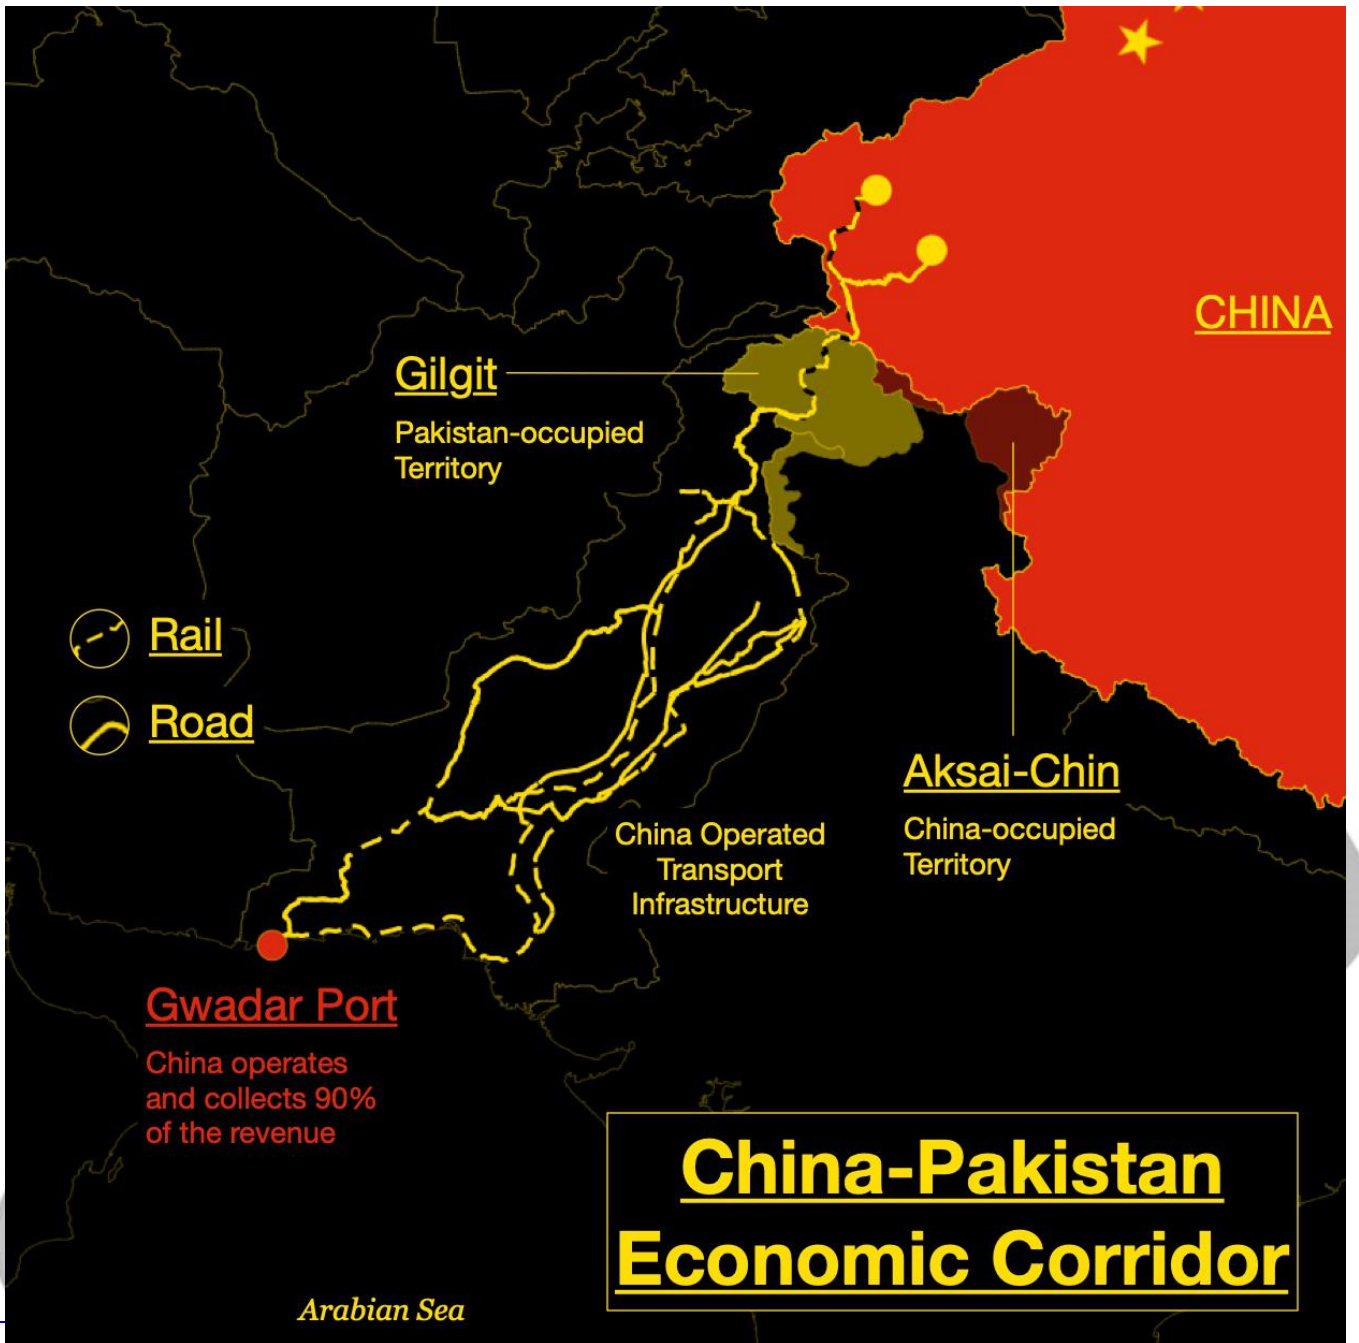 CHINA
Gilgit
Pakistan-occupied
Territory
Rail
Road
Aksai-Chin
China-occupied
Territory
China Operated
Transport
Infrastructure
Gwadar Port
China operates
and collects 90%
of the revenue
China-Pakistan
Economic Corridor
Arabian Sea